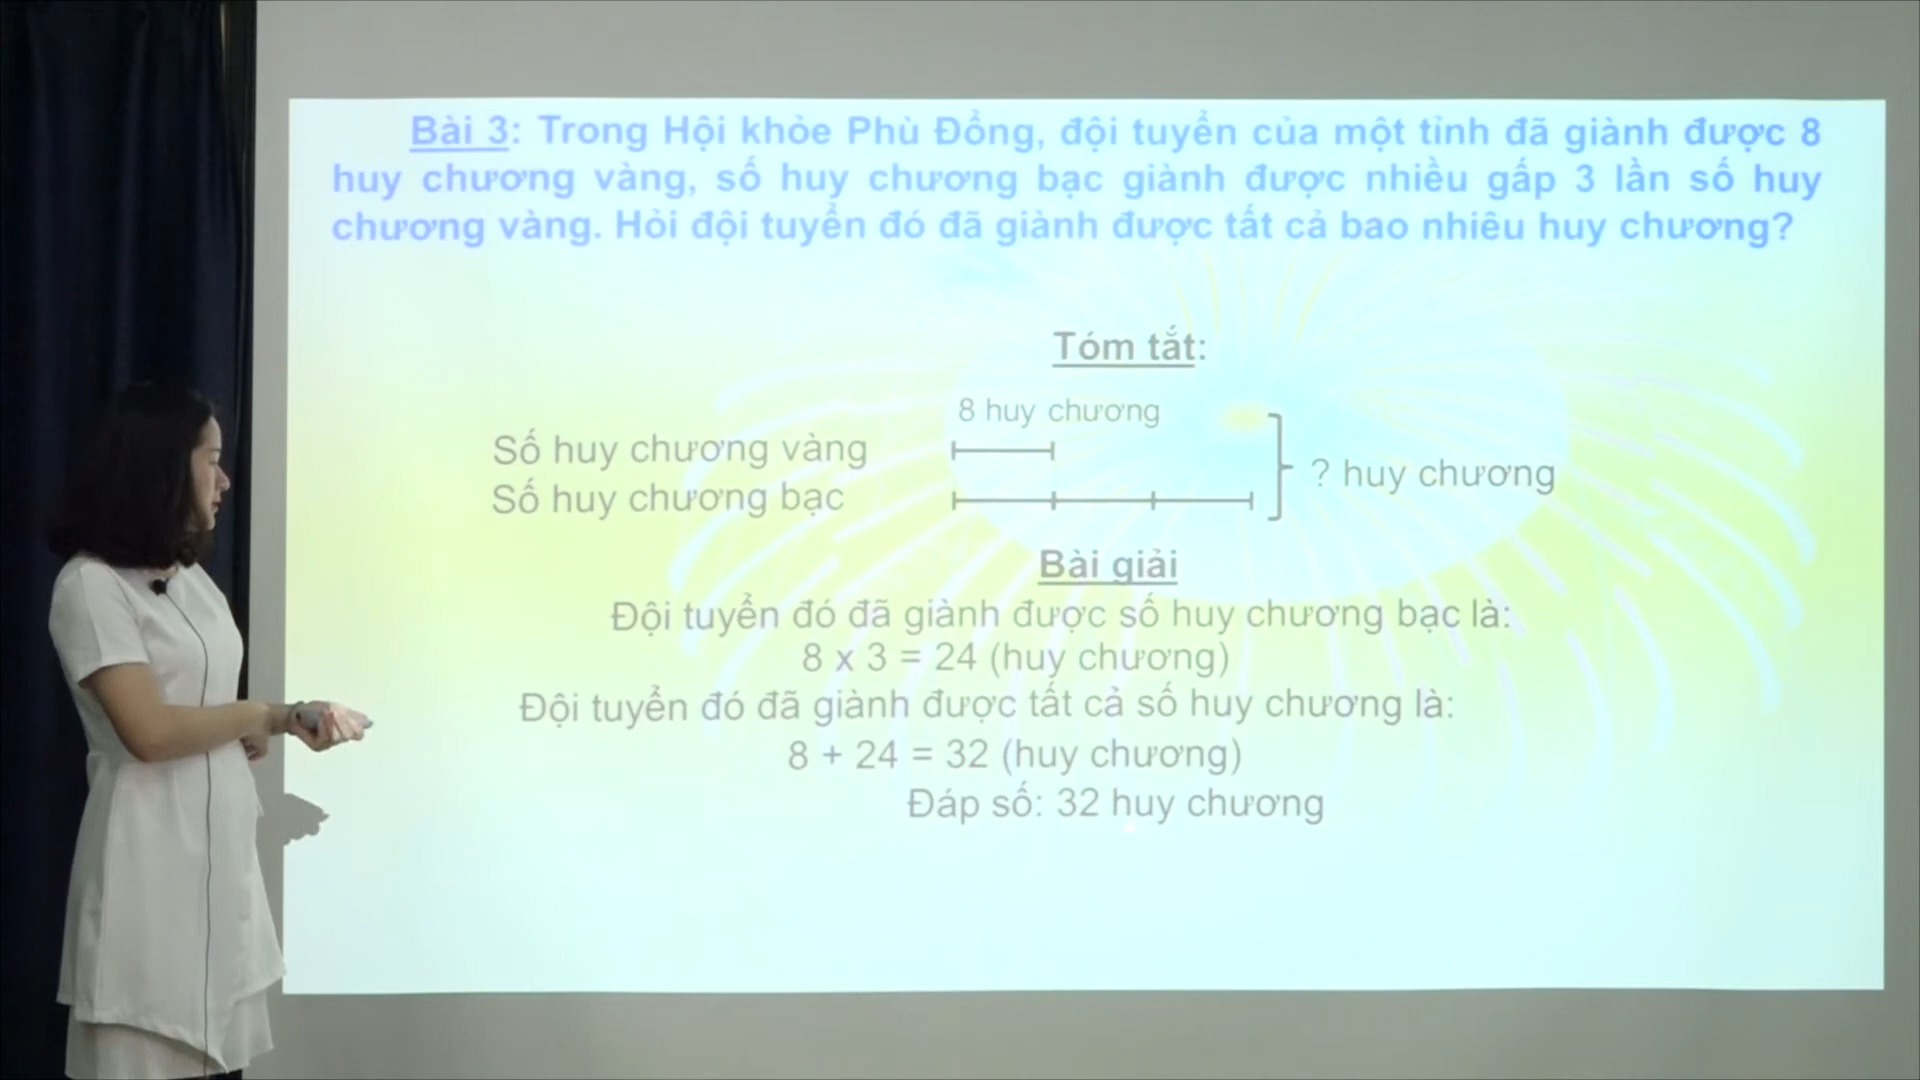 Bài 3: Trong Hội khỏe Phù Đổng, đội tuyển của một tỉnh đã giành được 8
huy chương vàng, số huy chương bạc giành được nhiều gấp 3 lần số huy
chương vàng. Hỏi đội tuyển đó đã giành được tất cả bao nhiêu huy chương?
Tóm tắt:
8 huy chương
Số huy chương vàng
Số huy chương bạc
? huy chương
Bài giải
Đội tuyển đó đã giành được số huy chương bạc là:
8 x 3 = 24 (huy chương)
Đội tuyển đó đã giành được tất cả số huy chương là:
8 + 24 = 32 (huy chương)
Đáp số: 32 huy chương